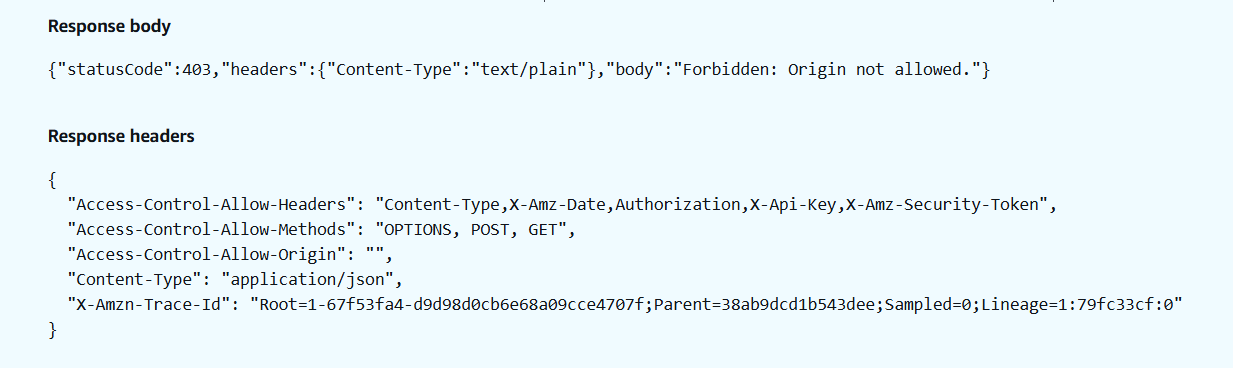 Response body
{"statusCode":403,"headers":{"Content-Type":"text/plain"},"body":"Forbidden: Origin not allowed."}
Response headers
{
"Access-Control-Allow-Headers": "Content-Type,X-Amz-Date,Authorization,X-Api-Key,X-Amz-Security-Token",
"Access-Control-Allow-Methods": "OPTIONS, POST, GET",
"Access-Control-Allow-Origin": "",
"Content-Type": "application/json",
"X-Amzn-Trace-Id": "Root=1-67f53fa4-d9d98d0cb6e68a09cce4707f;Parent=38ab9dcd1b543dee;Sampled=0;Lineage=1:79fc33cf:0"
}